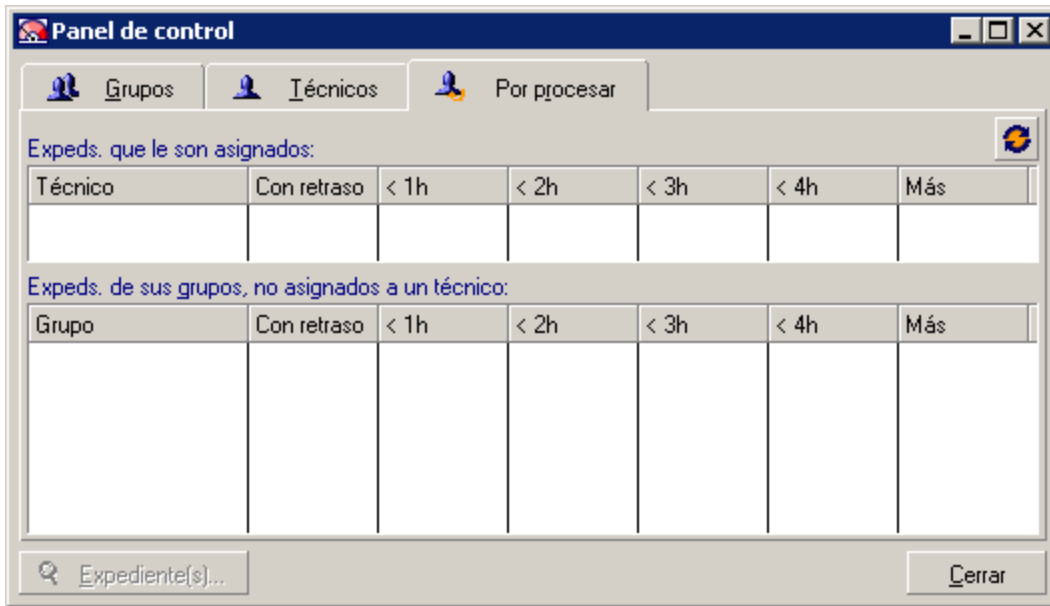 Panel de control
Grupos Técnicos Por procesar
Expeds. que le son asignados:
Técnico Con retraso < 1h < 2h < 3h < 4h Más
Expeds. de sus grupos, no asignados a un técnico:
Grupo Con retraso < 1h < 2h < 3h < 4h Más
Expediente(s)... Cerrar